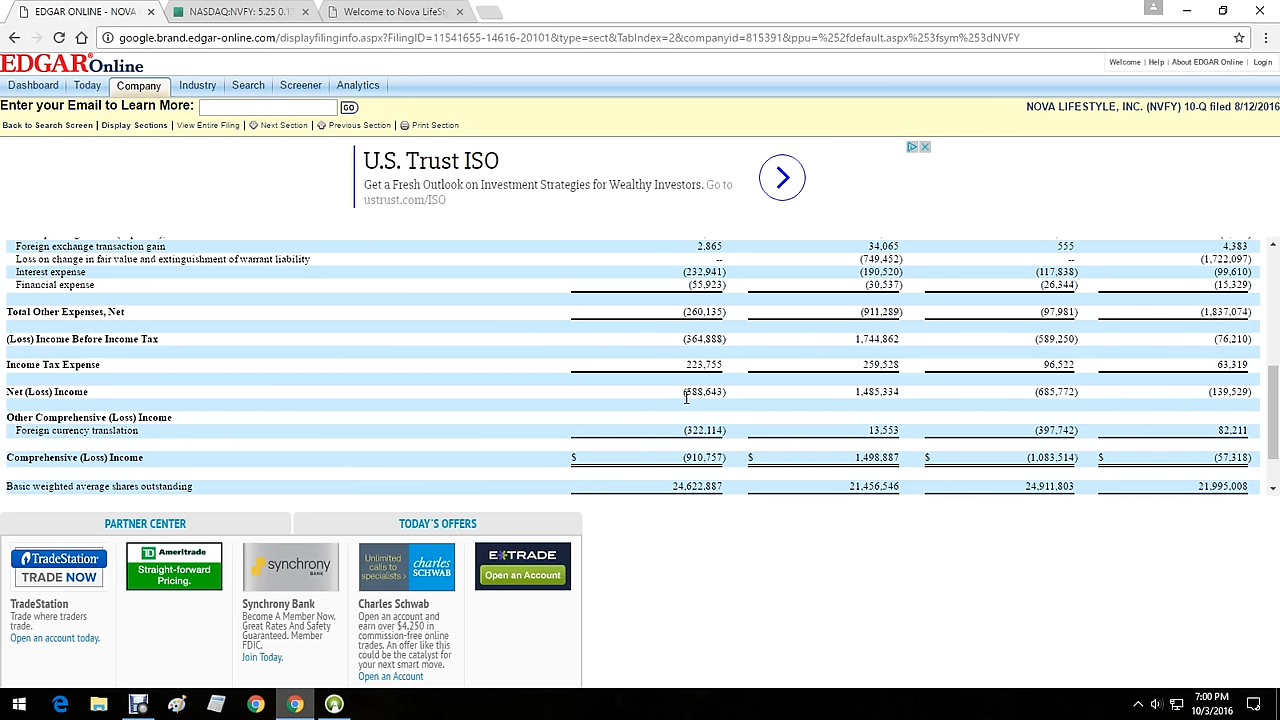 EDGAR ONLINE - NOVA
NASDAQ:NVFY: 5.25 0.1
Welcome to Nova LifeSt
google.brand.edgar-online.com/displayfilinginfo.aspx?FilingID=11541655-14616-20101&type=sect&TabIndex=2&companyid=815391&ppu=%252fdefault.aspx%253fsym%253dNVFY
EDGAR® Online
Welcome | Help | About EDGAR Online | Login
Dashboard | Today | Company | Industry | Search | Screener | Analytics
Enter your Email to Learn More: GO
NOVA LIFESTYLE, INC. (NVFY) 10-Q filed 8/12/2016
Back to Search Screen | Display Sections | View Entire Filing | Next Section | Previous Section | Print Section
U.S. Trust ISO
Get a Fresh Outlook on Investment Strategies for Wealthy Investors. Go to
ustrust.com/ISO
Foreign exchange transaction gain 2,865 34,065 555 4,383
Loss on change in fair value and extinguishment of warrant liability -- (749,452) -- (1,722,097)
Interest expense (232,941) (190,520) (117,838) (99,610)
Financial expense (55,923) (30,537) (26,344) (15,329)
Total Other Expenses, Net (260,135) (911,289) (97,981) (1,837,074)
(Loss) Income Before Income Tax (364,888) 1,744,862 (589,250) (76,210)
Income Tax Expense 223,755 259,528 96,522 63,319
Net (Loss) Income (588,643) 1,485,334 (685,772) (139,529)
Other Comprehensive (Loss) Income
Foreign currency translation (322,114) 13,553 (397,742) 82,211
Comprehensive (Loss) Income $ (910,757) $ 1,498,887 $ (1,083,514) $ (57,318)
Basic weighted average shares outstanding 24,622,887 21,456,546 24,911,803 21,995,008
PARTNER CENTER
TODAY'S OFFERS
TradeStation
TRADE NOW
TradeStation
Trade where traders
trade.
Open an account today.
TD Ameritrade
Straight-forward
Pricing.
synchrony
BANK
Synchrony Bank
Become A Member Now.
Great Rates And Safety
Guaranteed. Member
FDIC.
Join Today.
Unlimited
calls to
specialists >
charles
SCHWAB
Charles Schwab
Open an account and
earn over $4,250 in
commission-free online
trades. An offer like this
could be the catalyst for
your next smart move.
Open an Account
E*TRADE
Open an Account
7:00 PM
10/3/2016